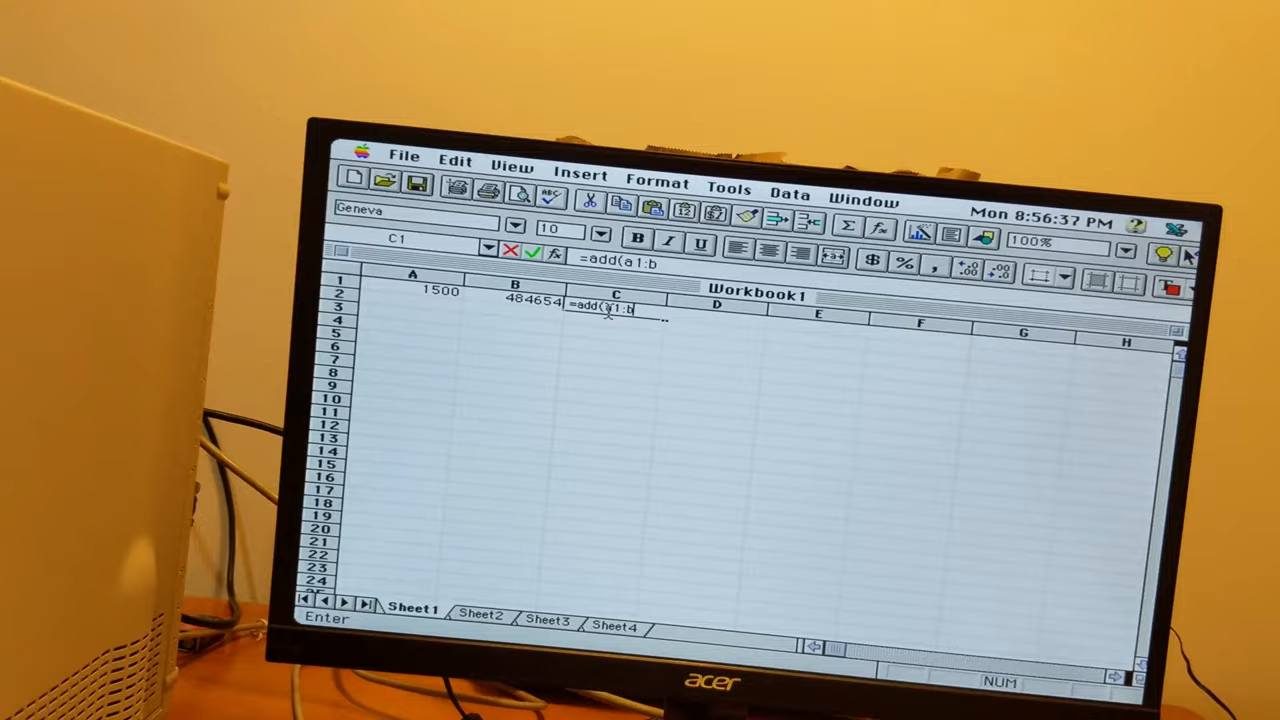 File Edit View Insert Format Tools Data Window Mon 8:56:37 PM ?
Geneva 10 B I U $ % , 100%
C1 =add(a1:b
Workbook1
A B C D E F G H
1 1500 484654 =add(a1:b
2
3
4
5
6
7
8
9
10
11
12
13
14
15
16
17
18
19
20
21
22
23
24
Sheet1 Sheet2 Sheet3 Sheet4
Enter NUM
acer